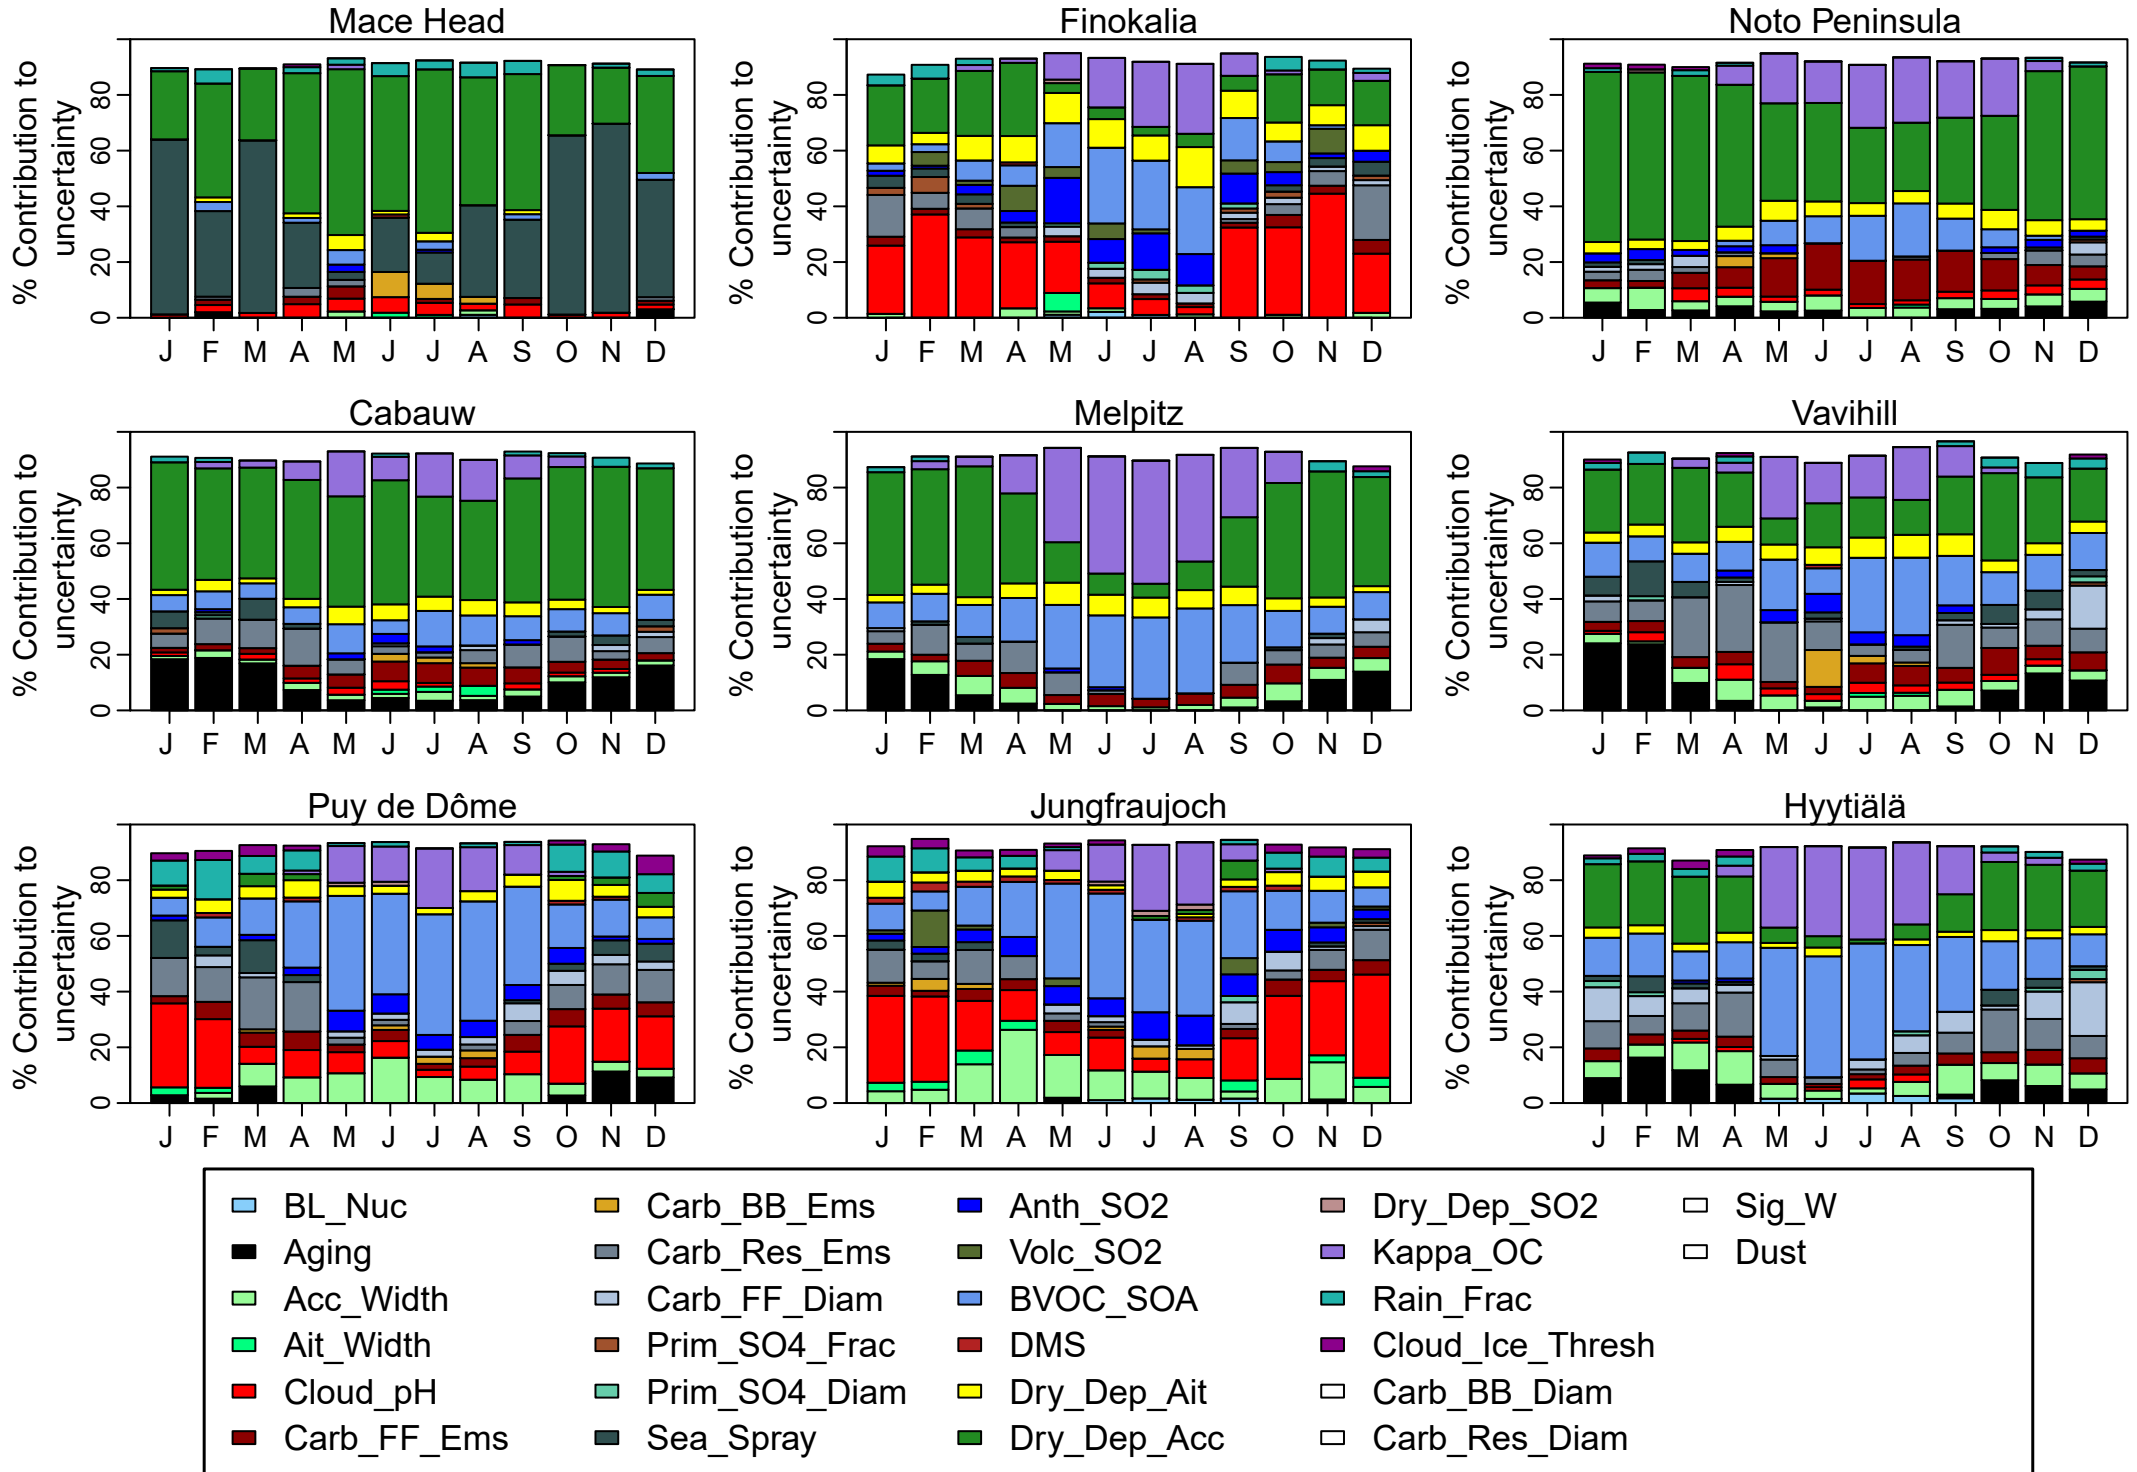 Mace Head
Finokalia
Noto Peninsula
% Contribution to
uncertainty
0 20 40 60 80
J F M A M J J A S O N D
% Contribution to
uncertainty
0 20 40 60 80
J F M A M J J A S O N D
% Contribution to
uncertainty
0 20 40 60 80
J F M A M J J A S O N D
Cabauw
Melpitz
Vavihill
% Contribution to
uncertainty
0 20 40 60 80
J F M A M J J A S O N D
% Contribution to
uncertainty
0 20 40 60 80
J F M A M J J A S O N D
% Contribution to
uncertainty
0 20 40 60 80
J F M A M J J A S O N D
Puy de Dôme
Jungfraujoch
Hyytiälä
% Contribution to
uncertainty
0 20 40 60 80
J F M A M J J A S O N D
% Contribution to
uncertainty
0 20 40 60 80
J F M A M J J A S O N D
% Contribution to
uncertainty
0 20 40 60 80
J F M A M J J A S O N D
BL_Nuc
Aging
Acc_Width
Ait_Width
Cloud_pH
Carb_FF_Ems
Carb_BB_Ems
Carb_Res_Ems
Carb_FF_Diam
Prim_SO4_Frac
Prim_SO4_Diam
Sea_Spray
Anth_SO2
Volc_SO2
BVOC_SOA
DMS
Dry_Dep_Ait
Dry_Dep_Acc
Dry_Dep_SO2
Kappa_OC
Rain_Frac
Cloud_Ice_Thresh
Carb_BB_Diam
Carb_Res_Diam
Sig_W
Dust